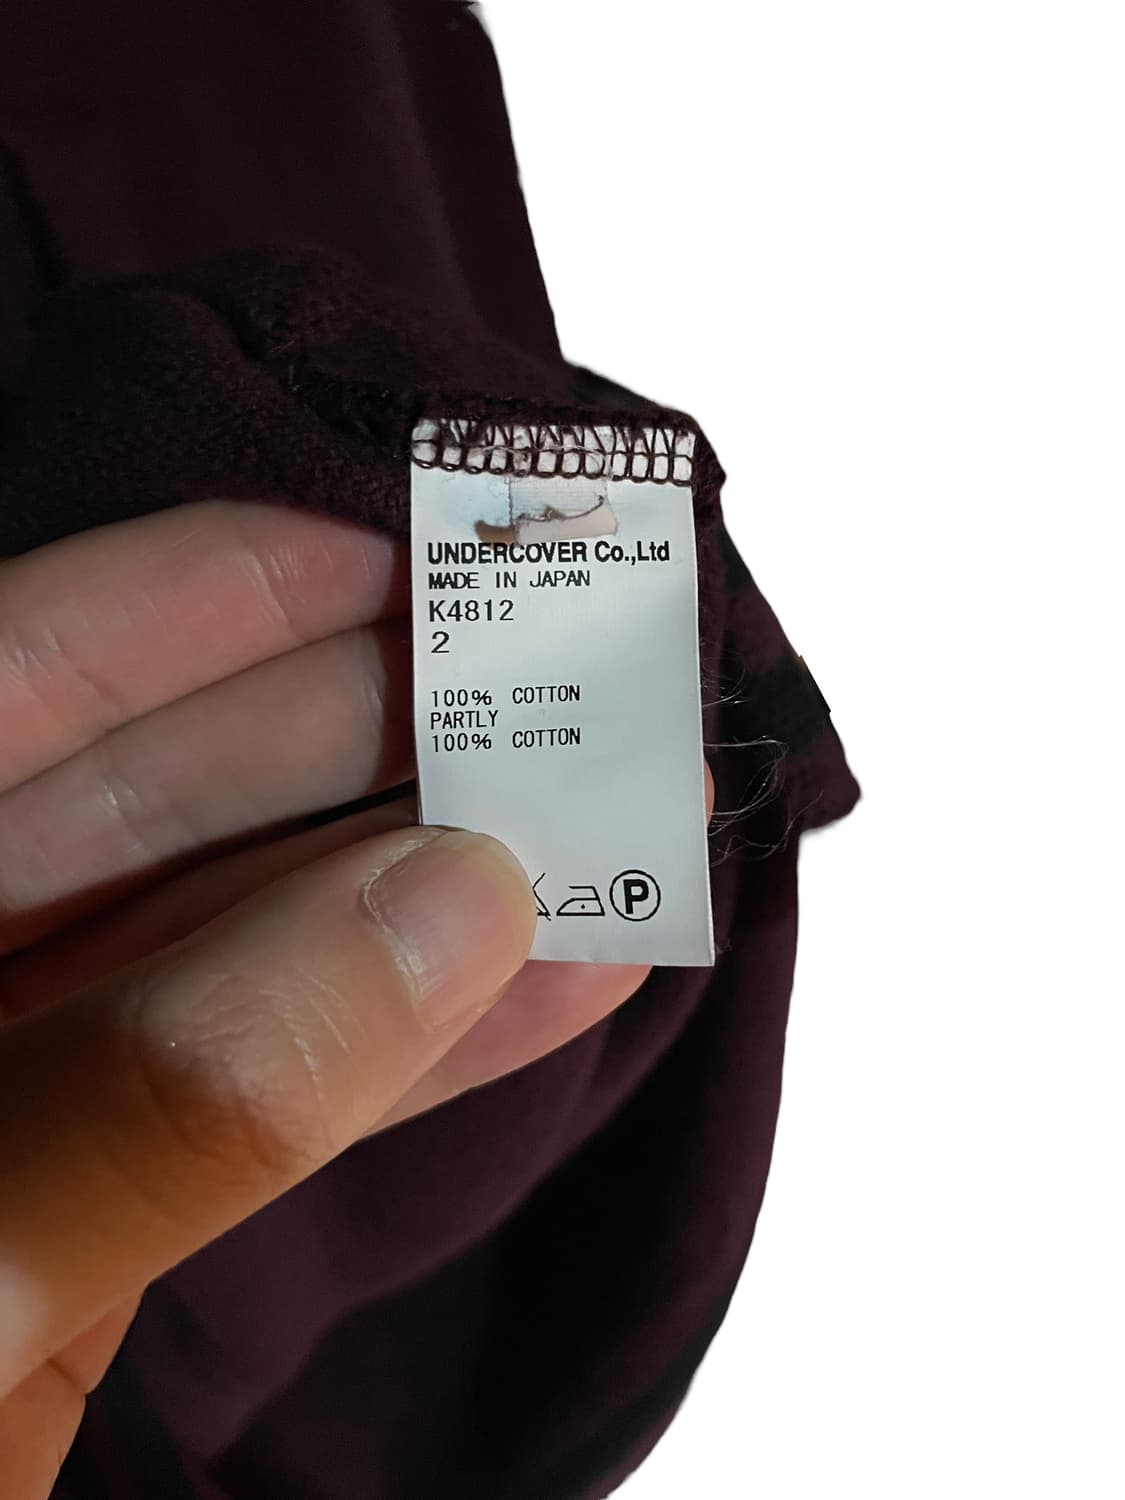 UNDERCOVER Co.,Ltd
MADE IN JAPAN
K4812
2
100% COTTON
PARTLY
100% COTTON
P